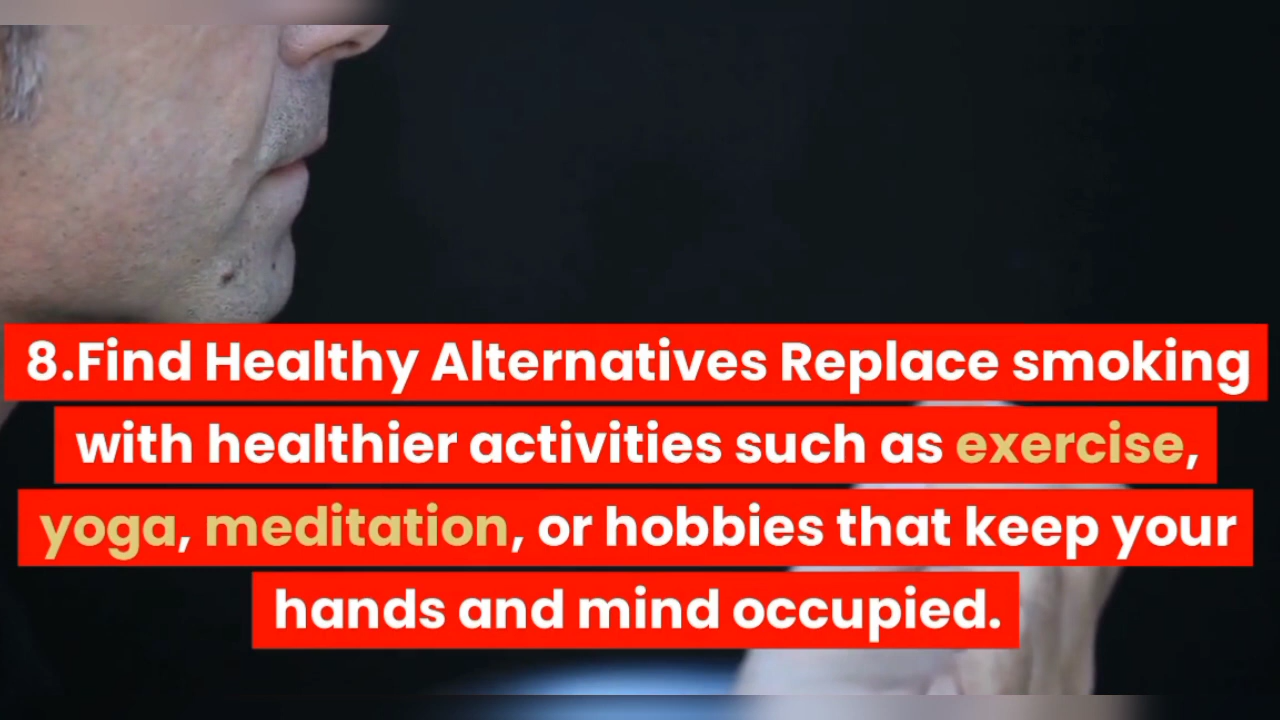 8.Find Healthy Alternatives Replace smoking
with healthier activities such as exercise,
yoga, meditation, or hobbies that keep your
hands and mind occupied.